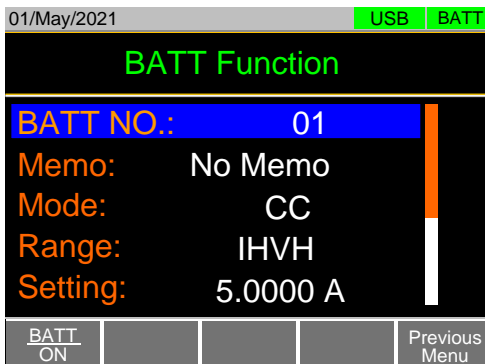 01/May/2021 USB BATT
BATT Function
BATT NO.: 01
Memo: No Memo
Mode: CC
Range: IHVH
Setting: 5.0000 A
BATT
ON
Previous
Menu